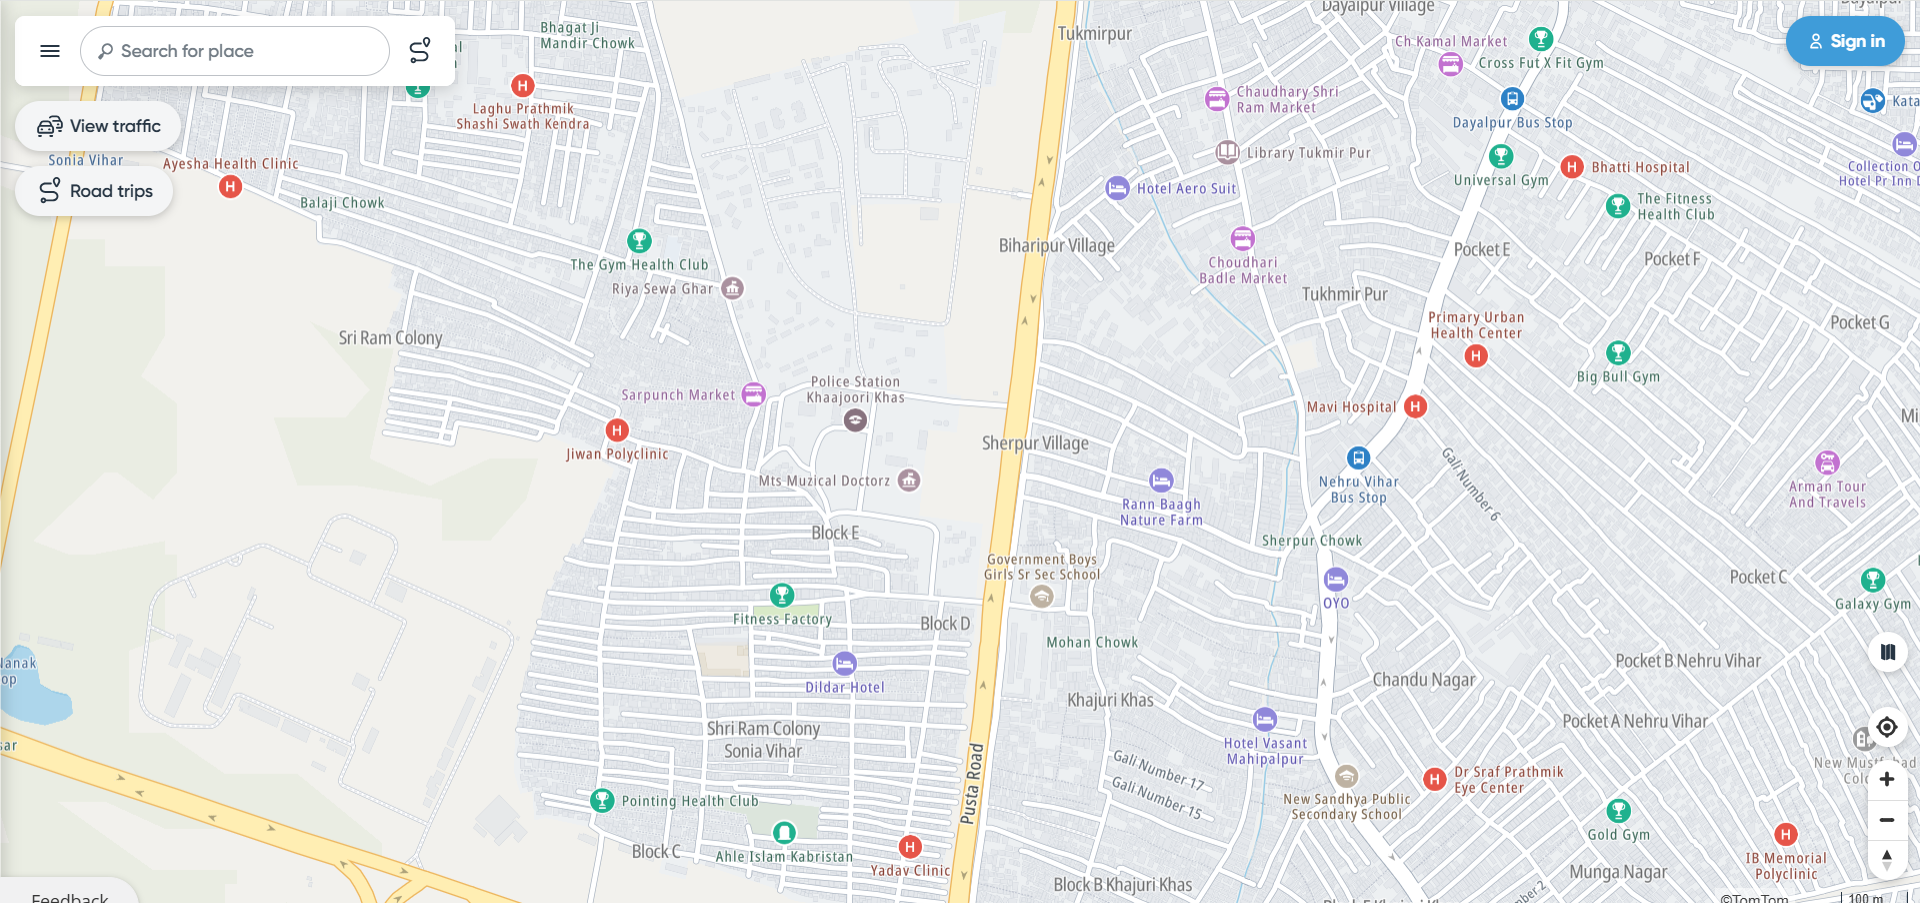 Search for place
Sign in
View traffic
Road trips
Bhagat Ji
Mandir Chowk
Laghu Prathmik
Shashi Swath Kendra
Sonia Vihar
Ayesha Health Clinic
Balaji Chowk
The Gym Health Club
Riya Sewa Ghar
Sri Ram Colony
Sarpunch Market
Police Station
Khaajoori Khas
Jiwan Polyclinic
Mts Muzical Doctorz
Block E
Fitness Factory
Block D
Dildar Hotel
Shri Ram Colony
Sonia Vihar
Pointing Health Club
Ahle Islam Kabristan
Block C
Yadav Clinic
Pusta Road
Tukmirpur
Dayalpur Village
Ch Kamal Market
Cross Fut X Fit Gym
Chaudhary Shri
Ram Market
Dayalpur Bus Stop
Library Tukmir Pur
Universal Gym
Bhatti Hospital
Hotel Aero Suit
The Fitness
Health Club
Collection O
Hotel Pr Inn D
Kata
Biharipur Village
Choudhari
Badle Market
Pocket E
Pocket F
Tukhmir Pur
Primary Urban
Health Center
Pocket G
Big Bull Gym
Mavi Hospital
Sherpur Village
Gali Number 6
Nehru Vihar
Bus Stop
Arman Tour
And Travels
Rann Baagh
Nature Farm
Sherpur Chowk
Government Boys
Girls Sr Sec School
OYO
Pocket C
Galaxy Gym
Mohan Chowk
Pocket B Nehru Vihar
Chandu Nagar
Khajuri Khas
Pocket A Nehru Vihar
Hotel Vasant
Mahipalpur
Gali Number 17
Gali Number 15
Dr Sraf Prathmik
Eye Center
New Sandhya Public
Secondary School
Gold Gym
IB Memorial
Polyclinic
Munga Nagar
Block B Khajuri Khas
Nanak
op
sar
Feedback
©TomTom
100 m